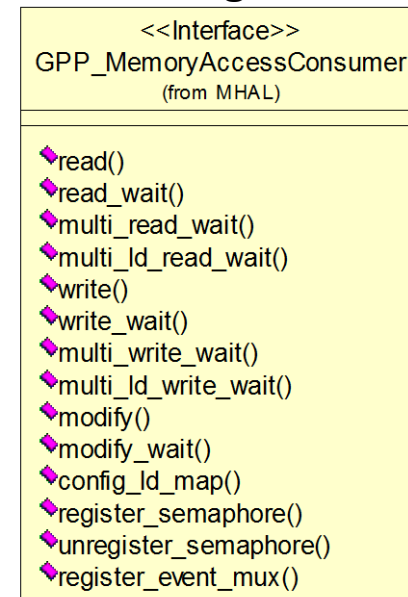 <<Interface>>
GPP_MemoryAccessConsumer
(from MHAL)
read()
read_wait()
multi_read_wait()
multi_ld_read_wait()
write()
write_wait()
multi_write_wait()
multi_ld_write_wait()
modify()
modify_wait()
config_ld_map()
register_semaphore()
unregister_semaphore()
register_event_mux()